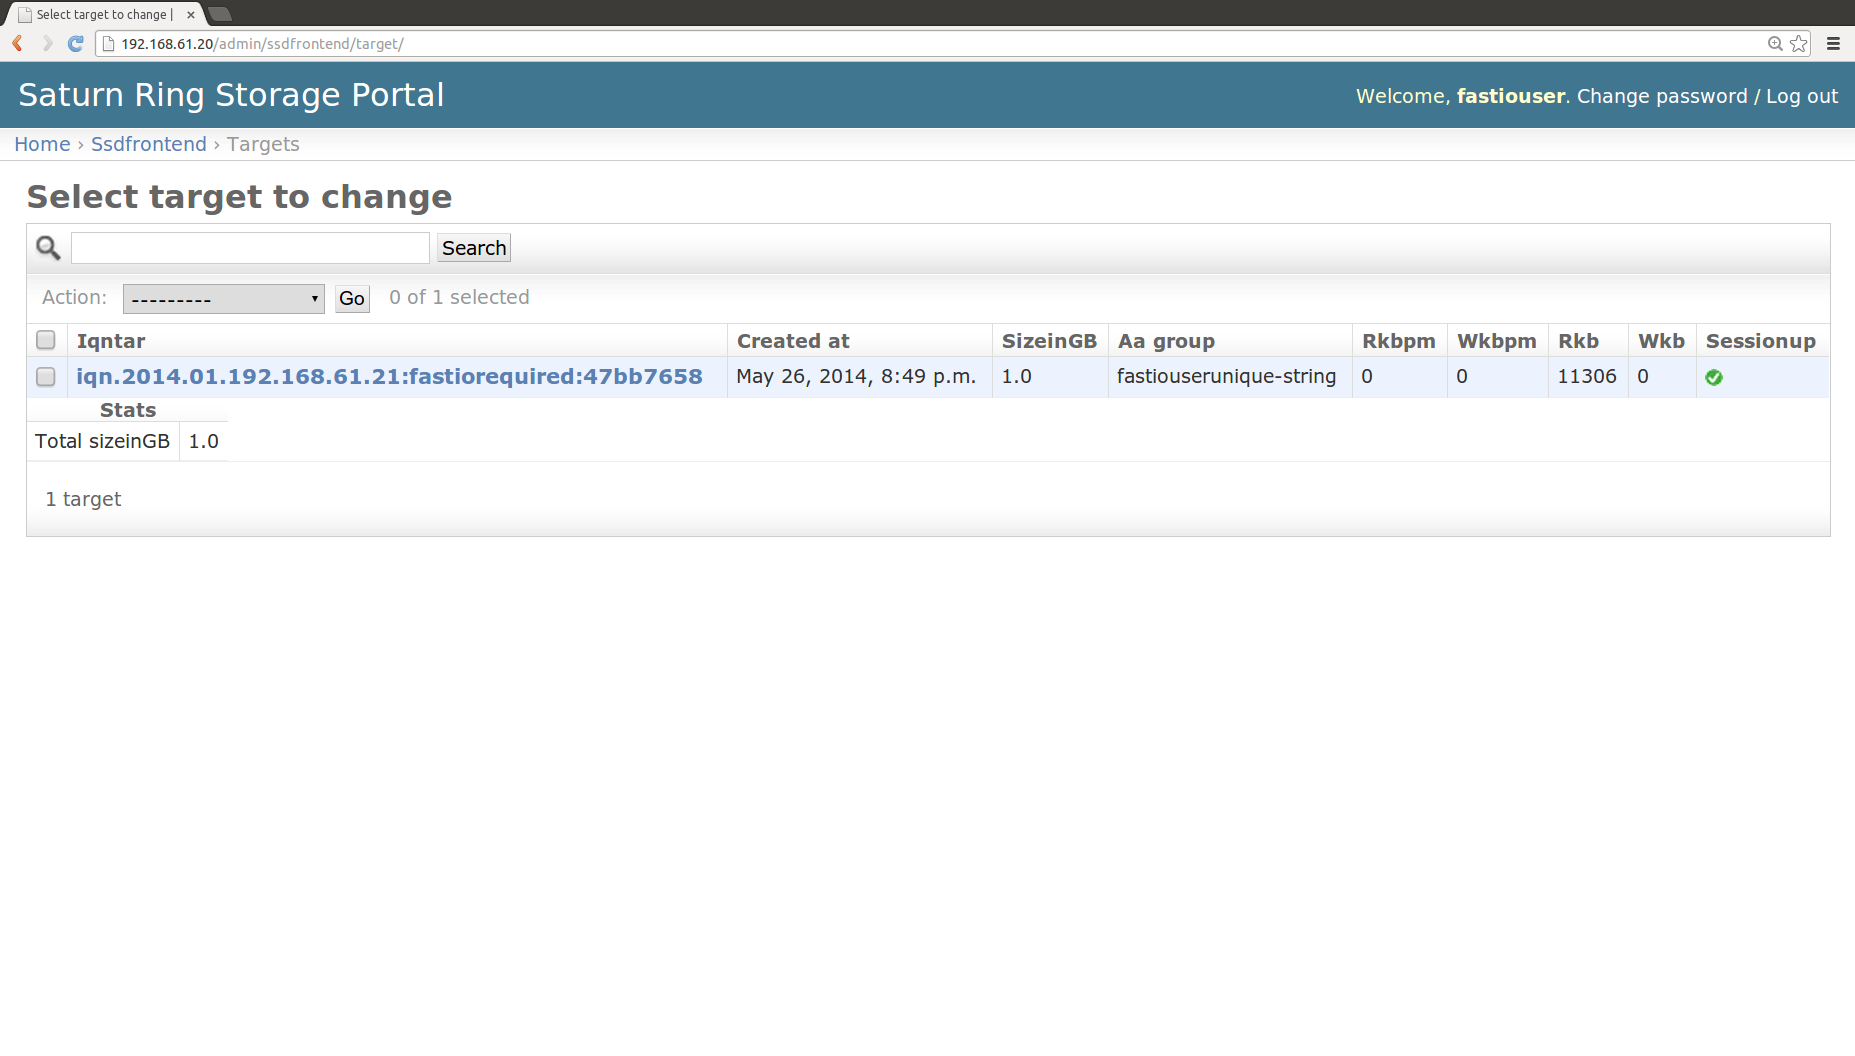 Select target to change |
192.168.61.20/admin/ssdfrontend/target/
Saturn Ring Storage Portal
Welcome, fastiouser. Change password / Log out
Home › Ssdfrontend › Targets
Select target to change
Search
Action: --------- Go 0 of 1 selected
Iqntar Created at SizeinGB Aa group Rkbpm Wkbpm Rkb Wkb Sessionup
iqn.2014.01.192.168.61.21:fastiorequired:47bb7658 May 26, 2014, 8:49 p.m. 1.0 fastiouserunique-string 0 0 11306 0
Stats
Total sizeinGB 1.0
1 target